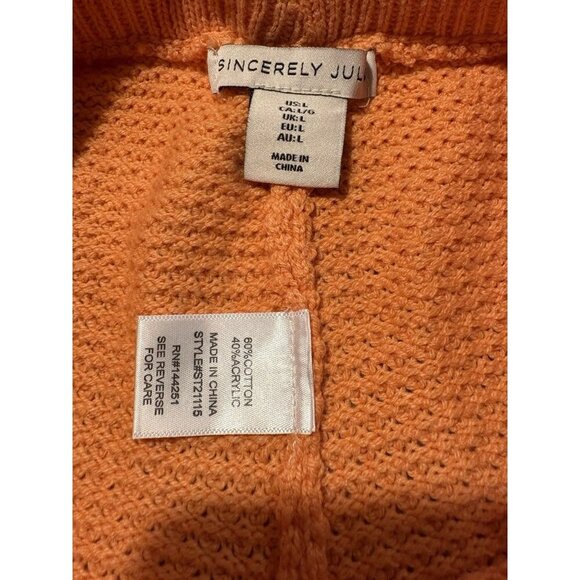 SINCERELY JUL
US:L
CA:L/G
UK:L
EU:L
AU:L
MADE IN
CHINA
60%COTTON
40%ACRYLIC
MADE IN CHINA
STYLE#ST21115
RN#144251
SEE REVERSE
FOR CARE